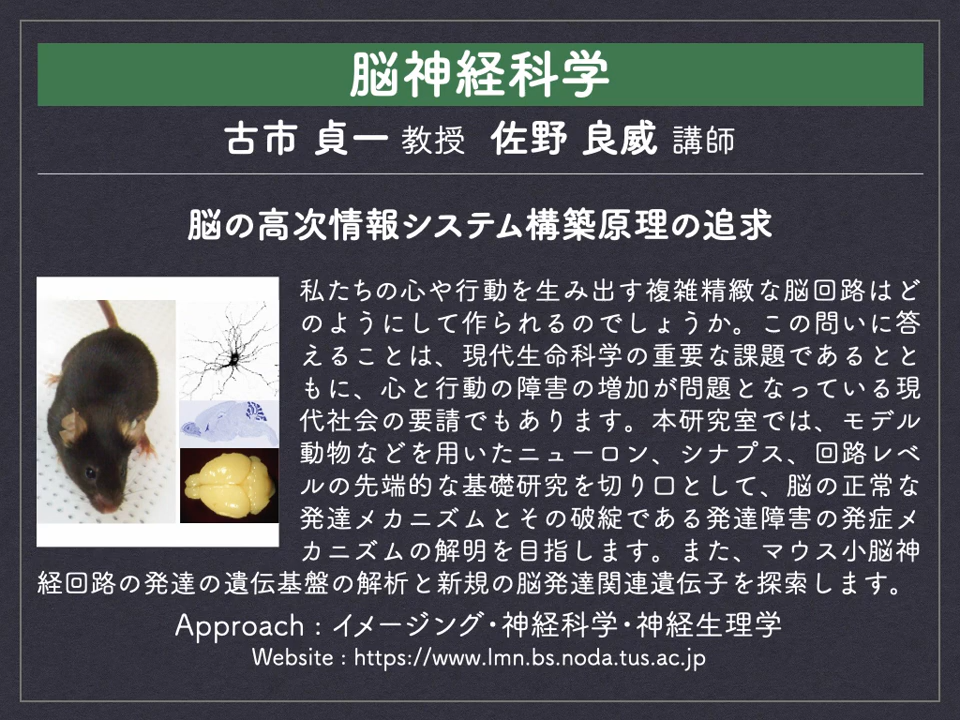 脳神経科学
古市 貞一 教授 佐野 良威 講師
脳の高次情報システム構築原理の追求
私たちの心や行動を生み出す複雑精緻な脳回路はど
のようにして作られるのでしょうか。この問いに答
えることは、現代生命科学の重要な課題であるとと
もに、心と行動の障害の増加が問題となっている現
代社会の要請でもあります。本研究室では、モデル
動物などを用いたニューロン、シナプス、回路レベ
ルの先端的な基礎研究を切り口として、脳の正常な
発達メカニズムとその破綻である発達障害の発症メ
カニズムの解明を目指します。また、マウス小脳神
経回路の発達の遺伝基盤の解析と新規の脳発達関連遺伝子を探索します。
Approach : イメージング・神経科学・神経生理学
Website : https://www.lmn.bs.noda.tus.ac.jp